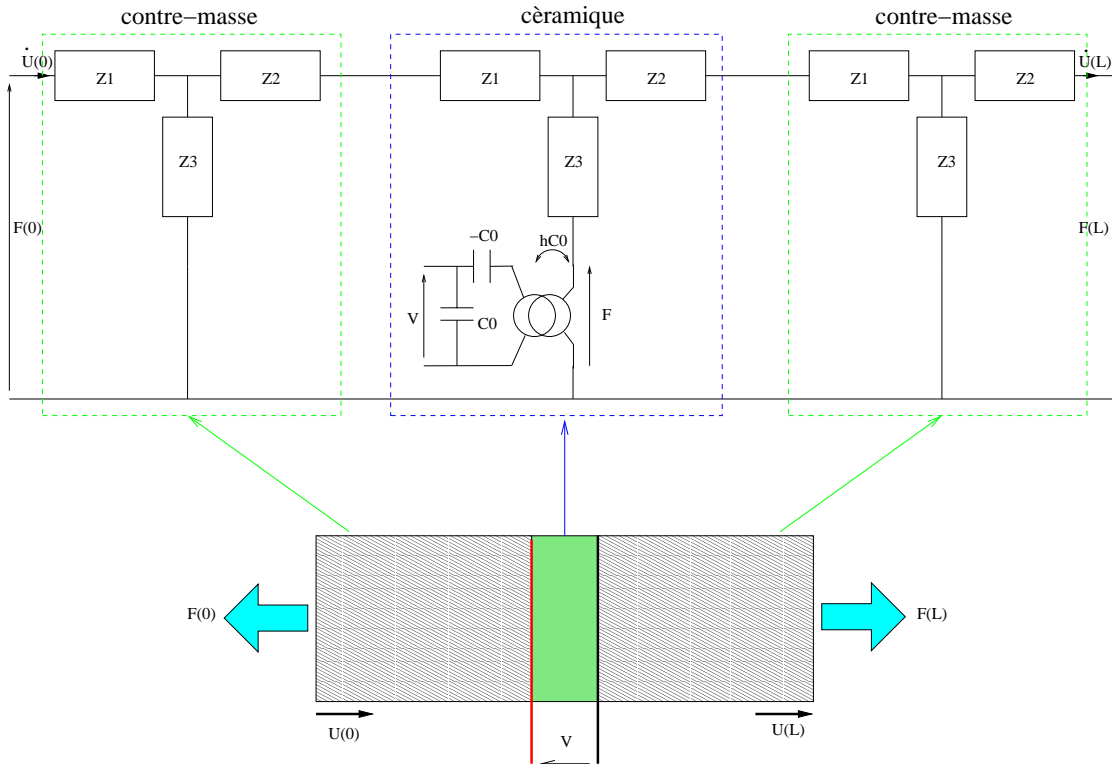 contre−masse
cèramique
contre−masse
U̇(0)
Z1
Z2
Z1
Z2
Z1
Z2
U̇(L)
Z3
Z3
Z3
F(0)
F(L)
−C0
hC0
V
C0
F
F(0)
F(L)
U(0)
V
U(L)